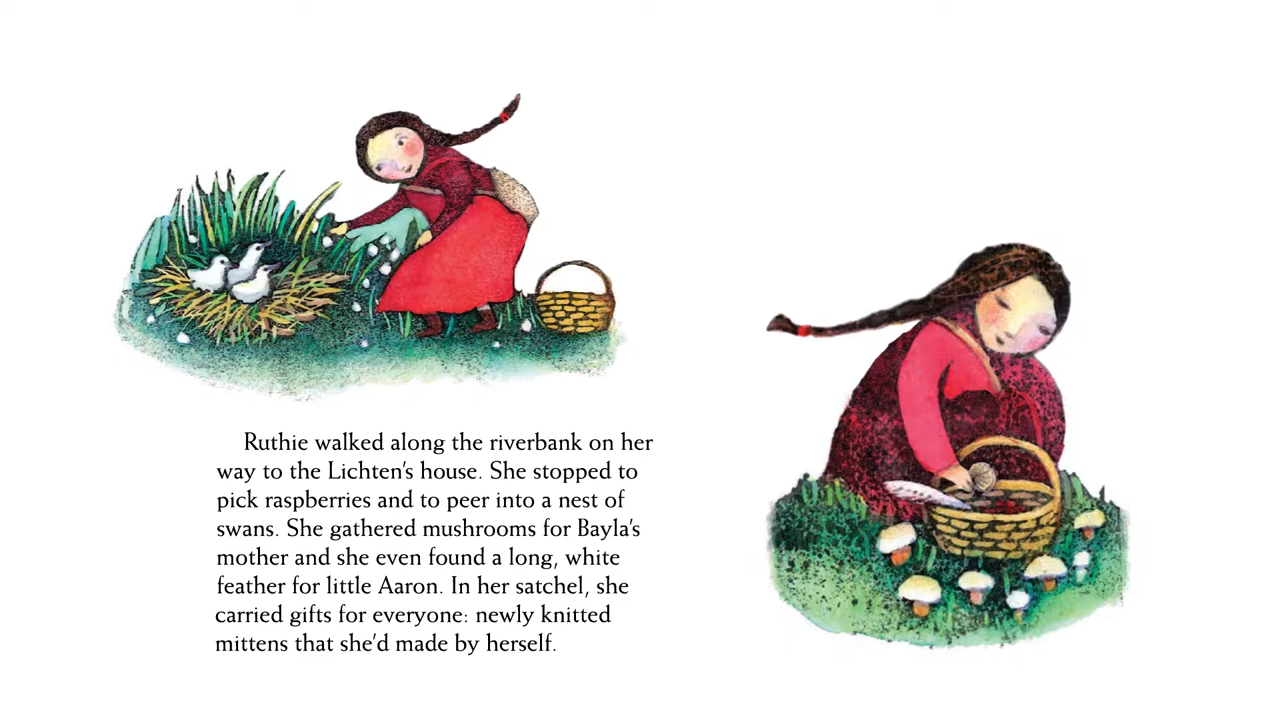 Ruthie walked along the riverbank on her
way to the Lichten's house. She stopped to
pick raspberries and to peer into a nest of
swans. She gathered mushrooms for Bayla's
mother and she even found a long, white
feather for little Aaron. In her satchel, she
carried gifts for everyone: newly knitted
mittens that she'd made by herself.